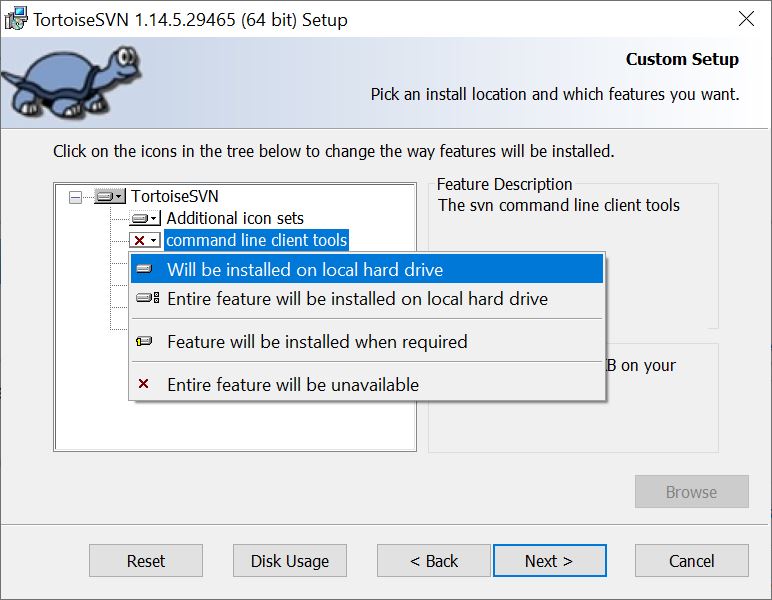 TortoiseSVN 1.14.5.29465 (64 bit) Setup
Custom Setup
Pick an install location and which features you want.
Click on the icons in the tree below to change the way features will be installed.
TortoiseSVN
Additional icon sets
command line client tools
Will be installed on local hard drive
Entire feature will be installed on local hard drive
Feature will be installed when required
Entire feature will be unavailable
Feature Description
The svn command line client tools
on your
Browse
Reset
Disk Usage
< Back
Next >
Cancel